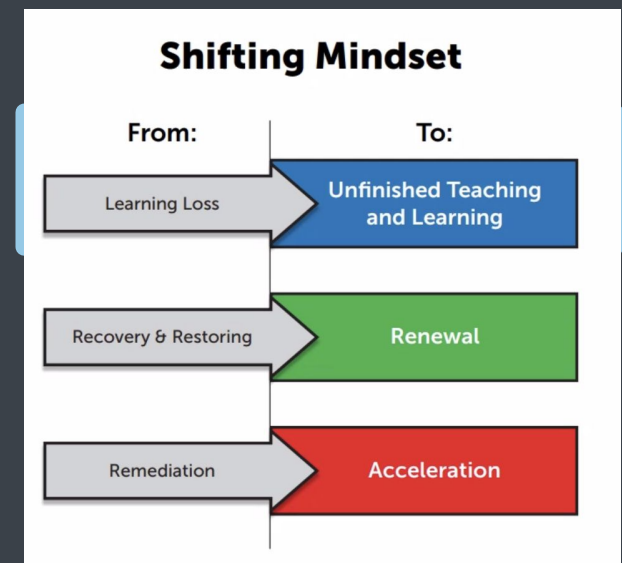 Shifting Mindset
From:
To:
Learning Loss
Unfinished Teaching
and Learning
Recovery & Restoring
Renewal
Remediation
Acceleration